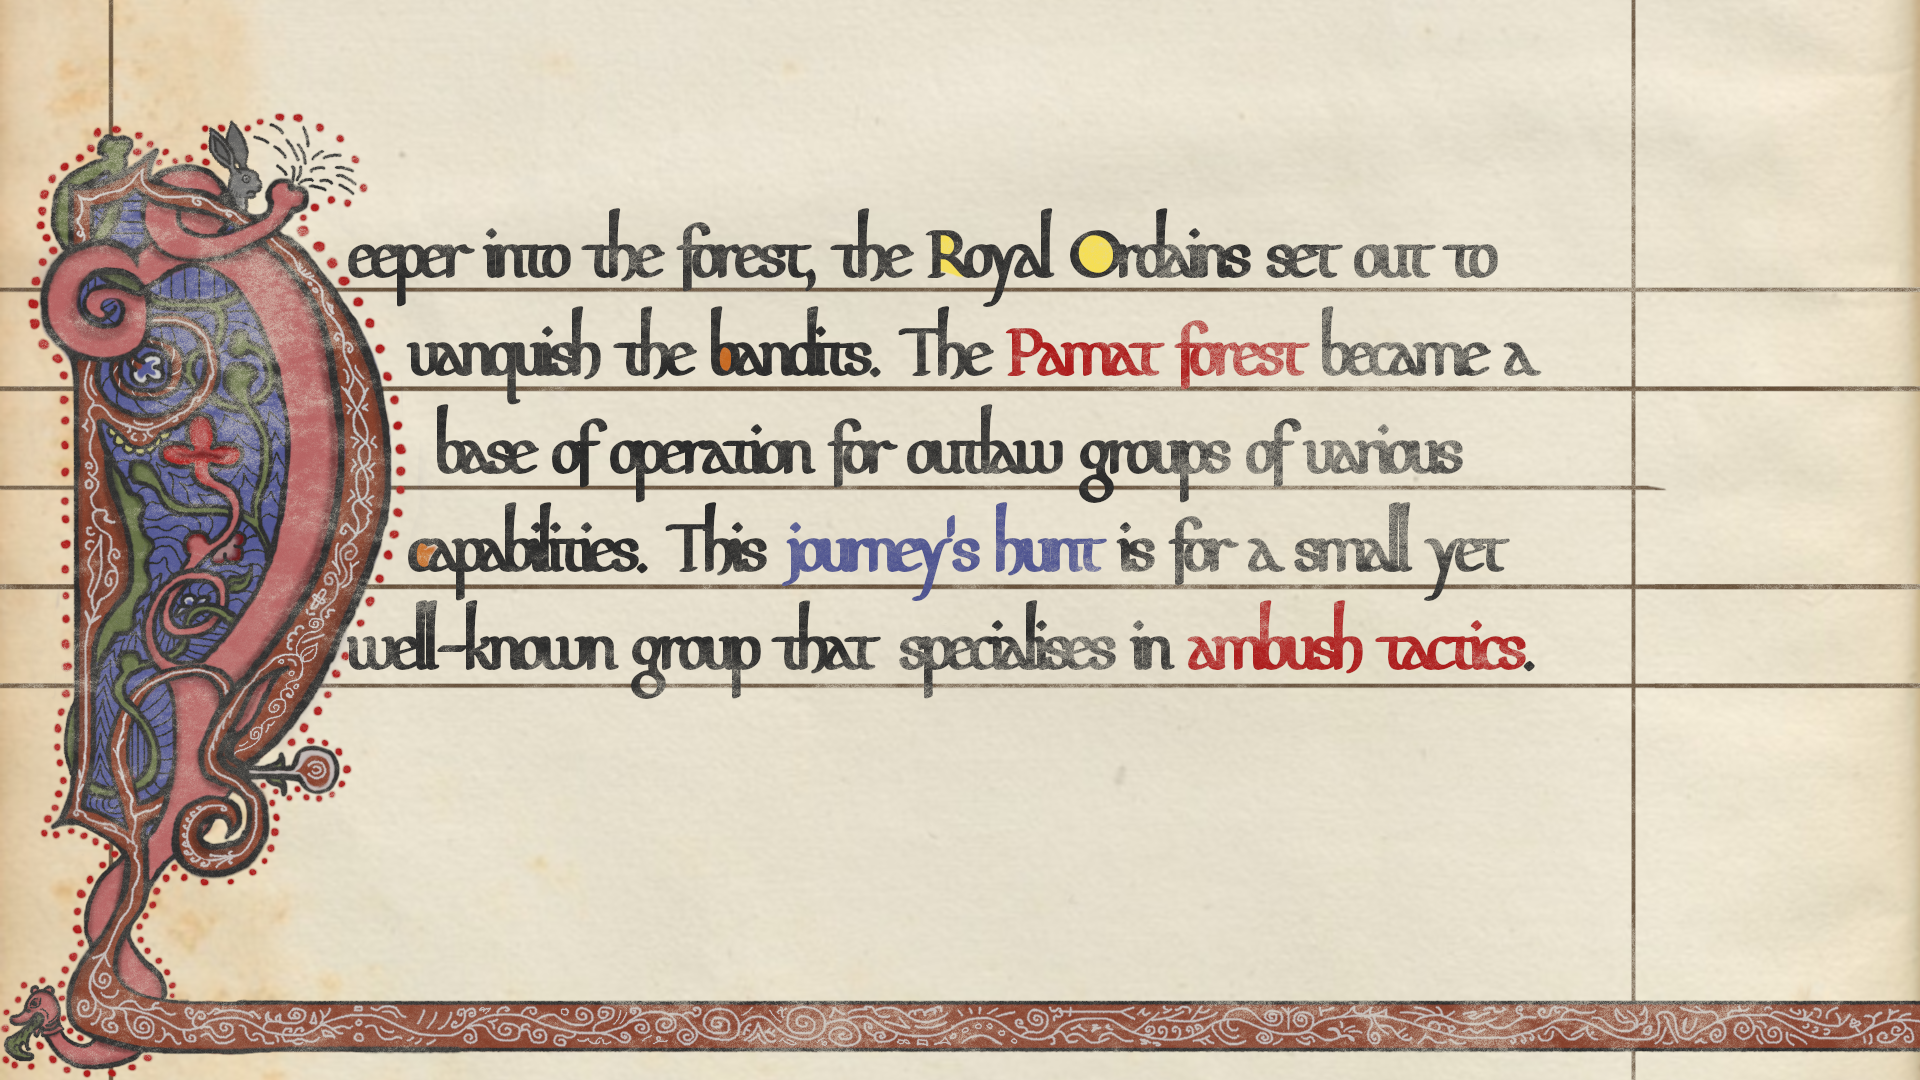 Deeper into the forest, the Royal Ordains set out to
vanquish the bandits. The Pamat forest became a
base of operation for outlaw groups of various
capabilities. This journey's hunt is for a small yet
well-known group that specialises in ambush tactics.